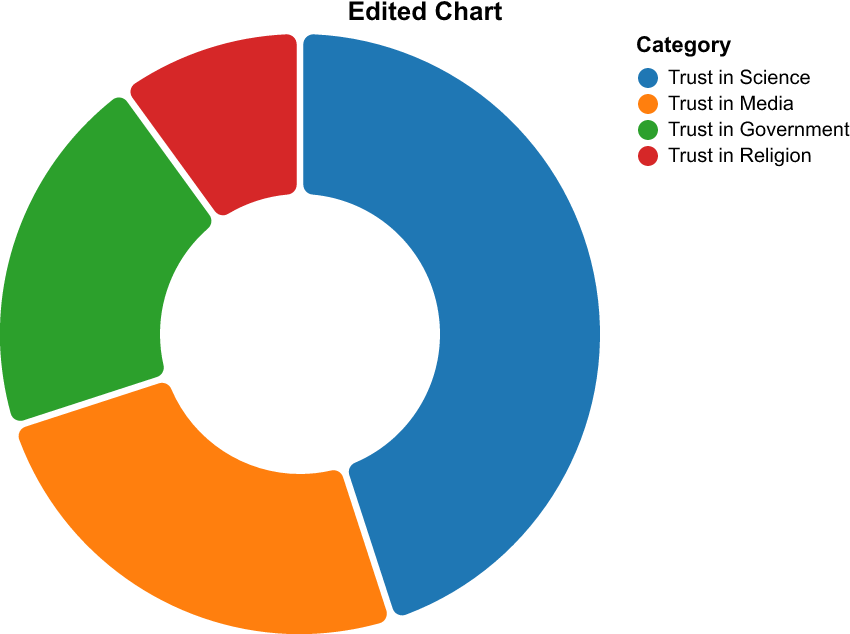 Edited Chart
Category
Trust in Science
Trust in Media
Trust in Government
Trust in Religion